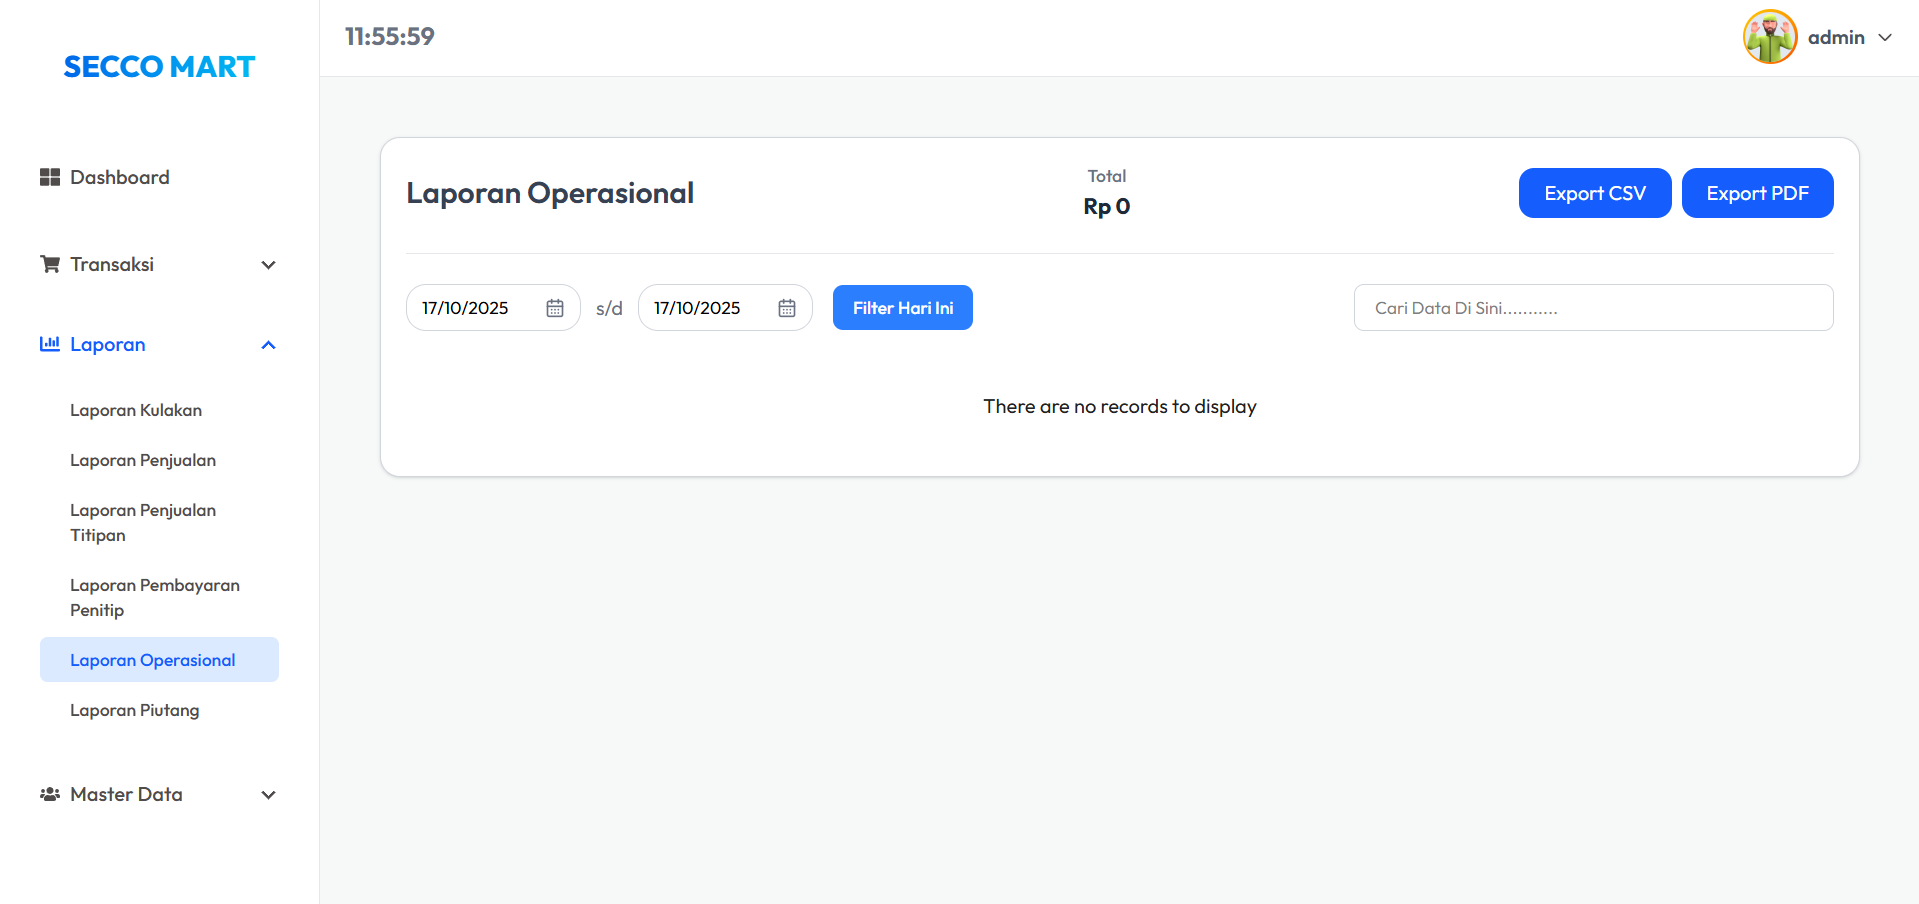 SECCO MART
Dashboard
Transaksi
Laporan
Laporan Kulakan
Laporan Penjualan
Laporan Penjualan
Titipan
Laporan Pembayaran
Penitip
Laporan Operasional
Laporan Piutang
Master Data
11:55:59
admin
Laporan Operasional
Total
Rp 0
Export CSV
Export PDF
17/10/2025 s/d 17/10/2025
Filter Hari Ini
Cari Data Di Sini...........
There are no records to display